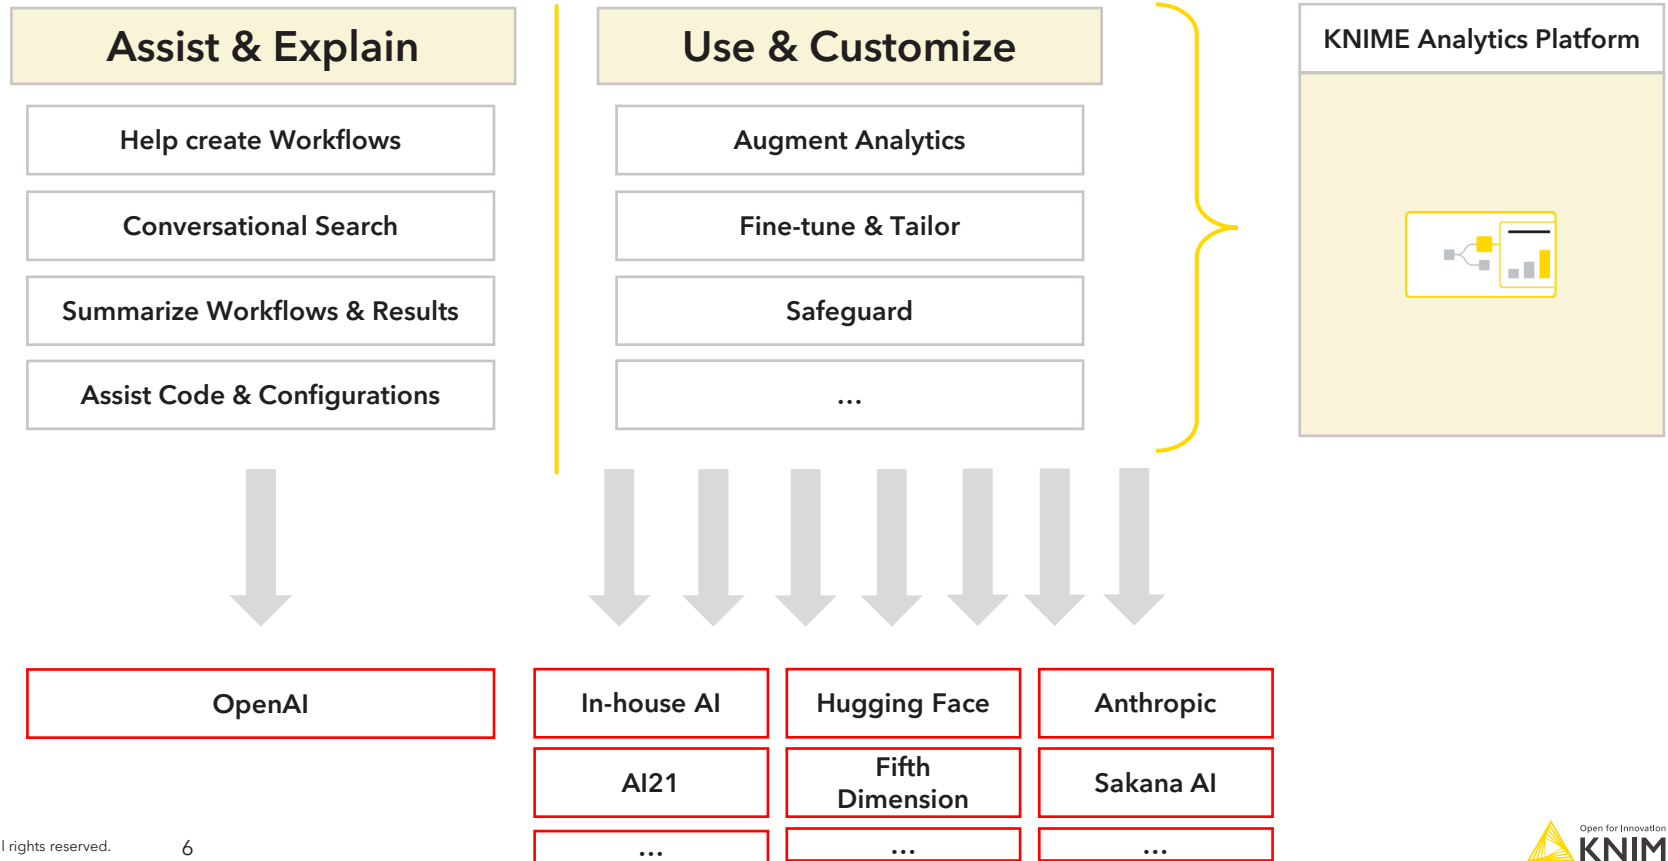 Assist & Explain
Help create Workflows
Conversational Search
Summarize Workflows & Results
Assist Code & Configurations
Use & Customize
Augment Analytics
Fine-tune & Tailor
Safeguard
...
KNIME Analytics Platform
OpenAI
In-house AI
Hugging Face
Anthropic
AI21
Fifth
Dimension
Sakana AI
...
...
...
l rights reserved.
6
Open for Innovation
KNIM